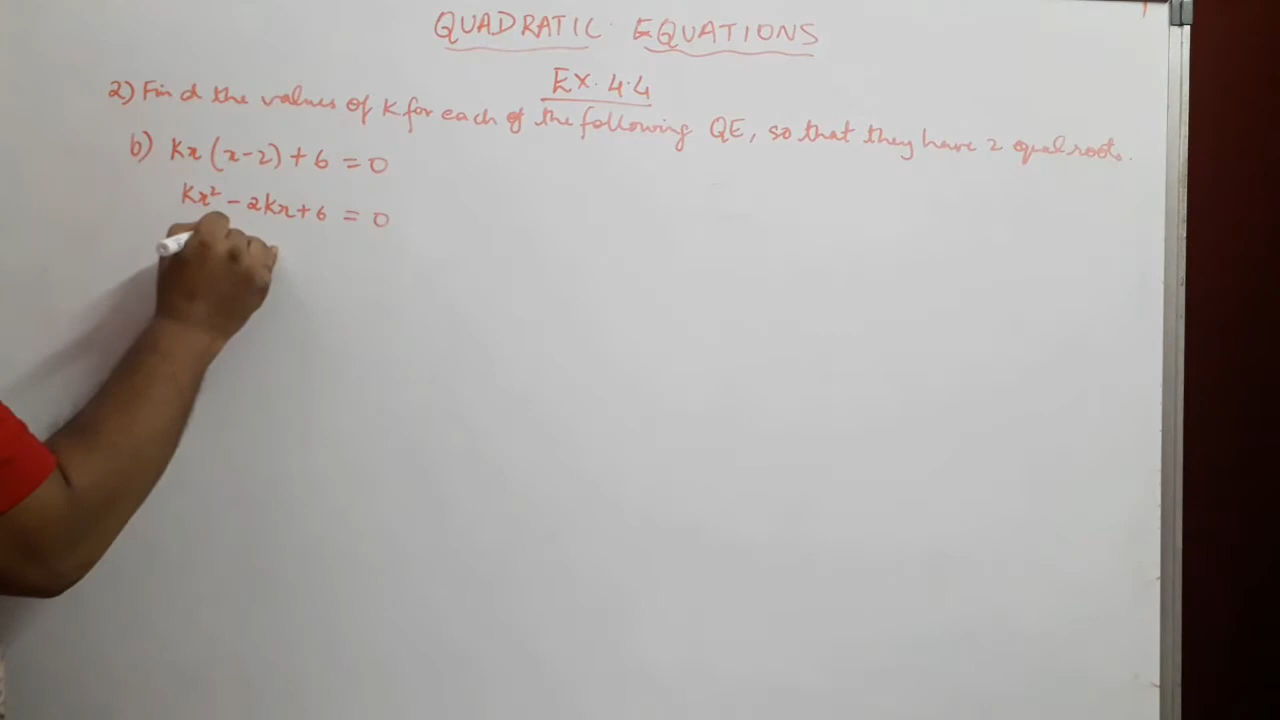 QUADRATIC EQUATIONS
Ex. 4.4
2) Find the values of K for each of the following QE, so that they have 2 equal roots.
b) Kx (x-2) + 6 = 0
Kx² - 2kx + 6 = 0